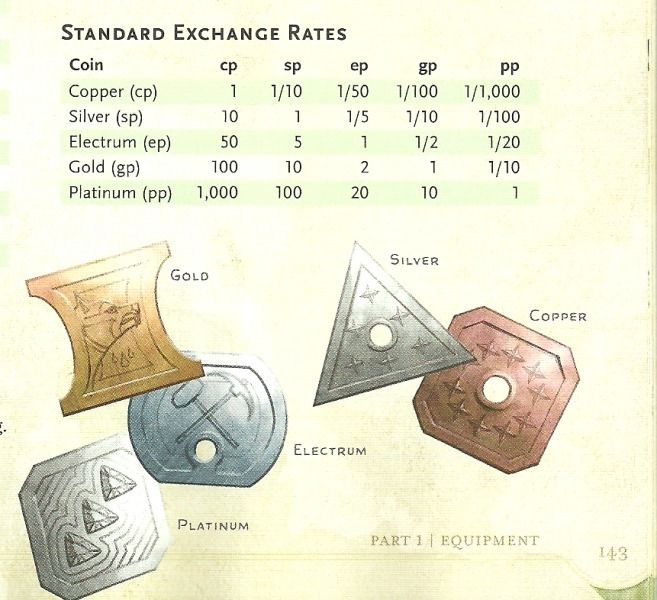 STANDARD EXCHANGE RATES
Coin cp sp ep gp pp
Copper (cp) 1 1/10 1/50 1/100 1/1,000
Silver (sp) 10 1 1/5 1/10 1/100
Electrum (ep) 50 5 1 1/2 1/20
Gold (gp) 100 10 2 1 1/10
Platinum (pp) 1,000 100 20 10 1
GOLD
SILVER
COPPER
ELECTRUM
PLATINUM
PART 1 | EQUIPMENT
143